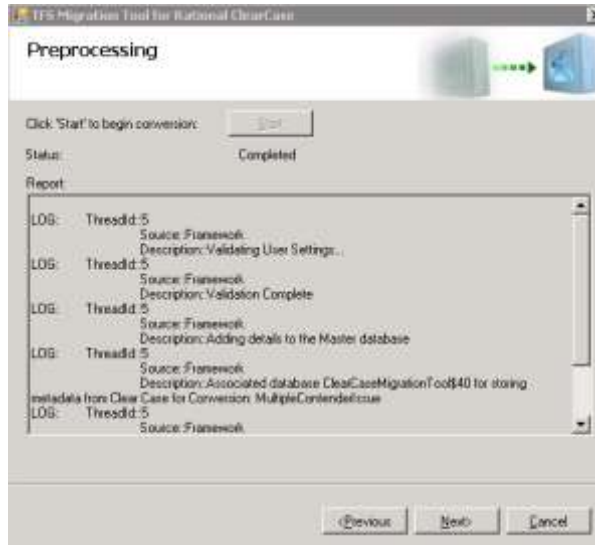 TFS Migration Tool for Rational ClearCase
Preprocessing
Click 'Start' to begin conversion:
Start
Status:
Completed
Report
LOG: ThreadId:5
Source:Framework
Description:Validating User Settings...
LOG: ThreadId:5
Source:Framework
Description:Validation Complete
LOG: ThreadId:5
Source:Framework
Description:Adding details to the Master database
LOG: ThreadId:5
Source:Framework
Description:Associated database ClearCaseMigrationTool$40 for storing
metadata from Clear Case for Conversion: MultipleContenderIssue
LOG: ThreadId:5
Source:Framework
<Previous
Next>
Cancel